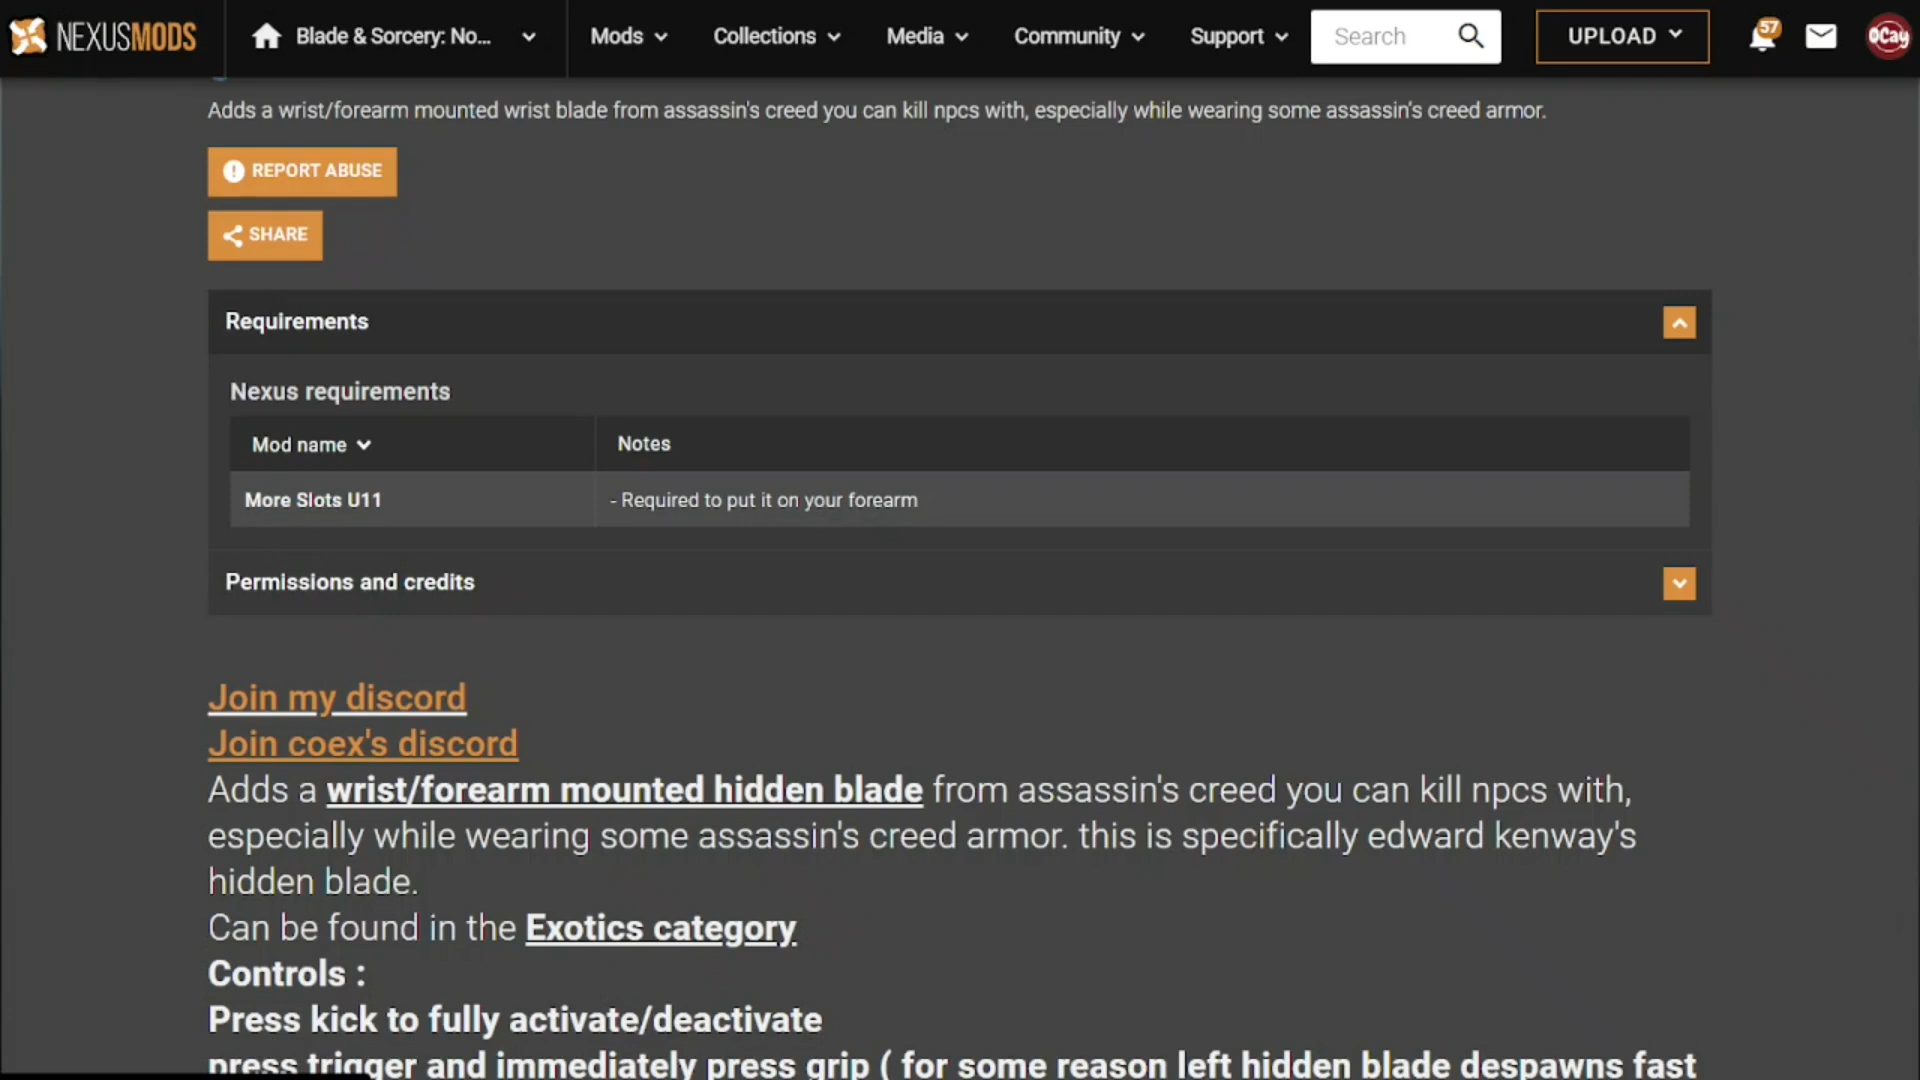 NEXUSMODS
Blade & Sorcery: No...
Mods
Collections
Media
Community
Support
Search
UPLOAD
57
OCay
Adds a wrist/forearm mounted wrist blade from assassin's creed you can kill npcs with, especially while wearing some assassin's creed armor.
REPORT ABUSE
SHARE
Requirements
Nexus requirements
Mod name
Notes
More Slots U11
- Required to put it on your forearm
Permissions and credits
Join my discord
Join coex's discord
Adds a wrist/forearm mounted hidden blade from assassin's creed you can kill npcs with,
especially while wearing some assassin's creed armor. this is specifically edward kenway's
hidden blade.
Can be found in the Exotics category
Controls :
Press kick to fully activate/deactivate
press trigger and immediately press grip ( for some reason left hidden blade despawns fast